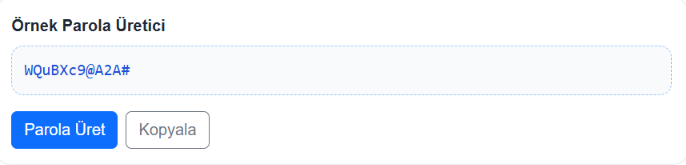 Örnek Parola Üretici
WQuBXc9@A2A#
Parola Üret Kopyala